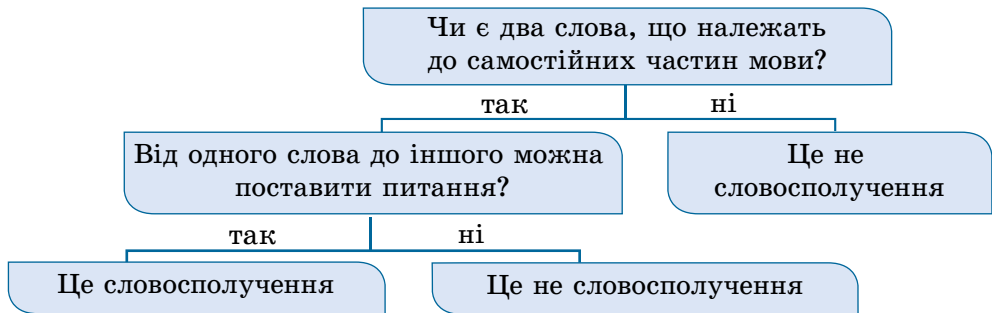 Чи є два слова, що належать
до самостійних частин мови?
так
ні
Від одного слова до іншого можна
поставити питання?
Це не
словосполучення
так
ні
Це словосполучення
Це не словосполучення